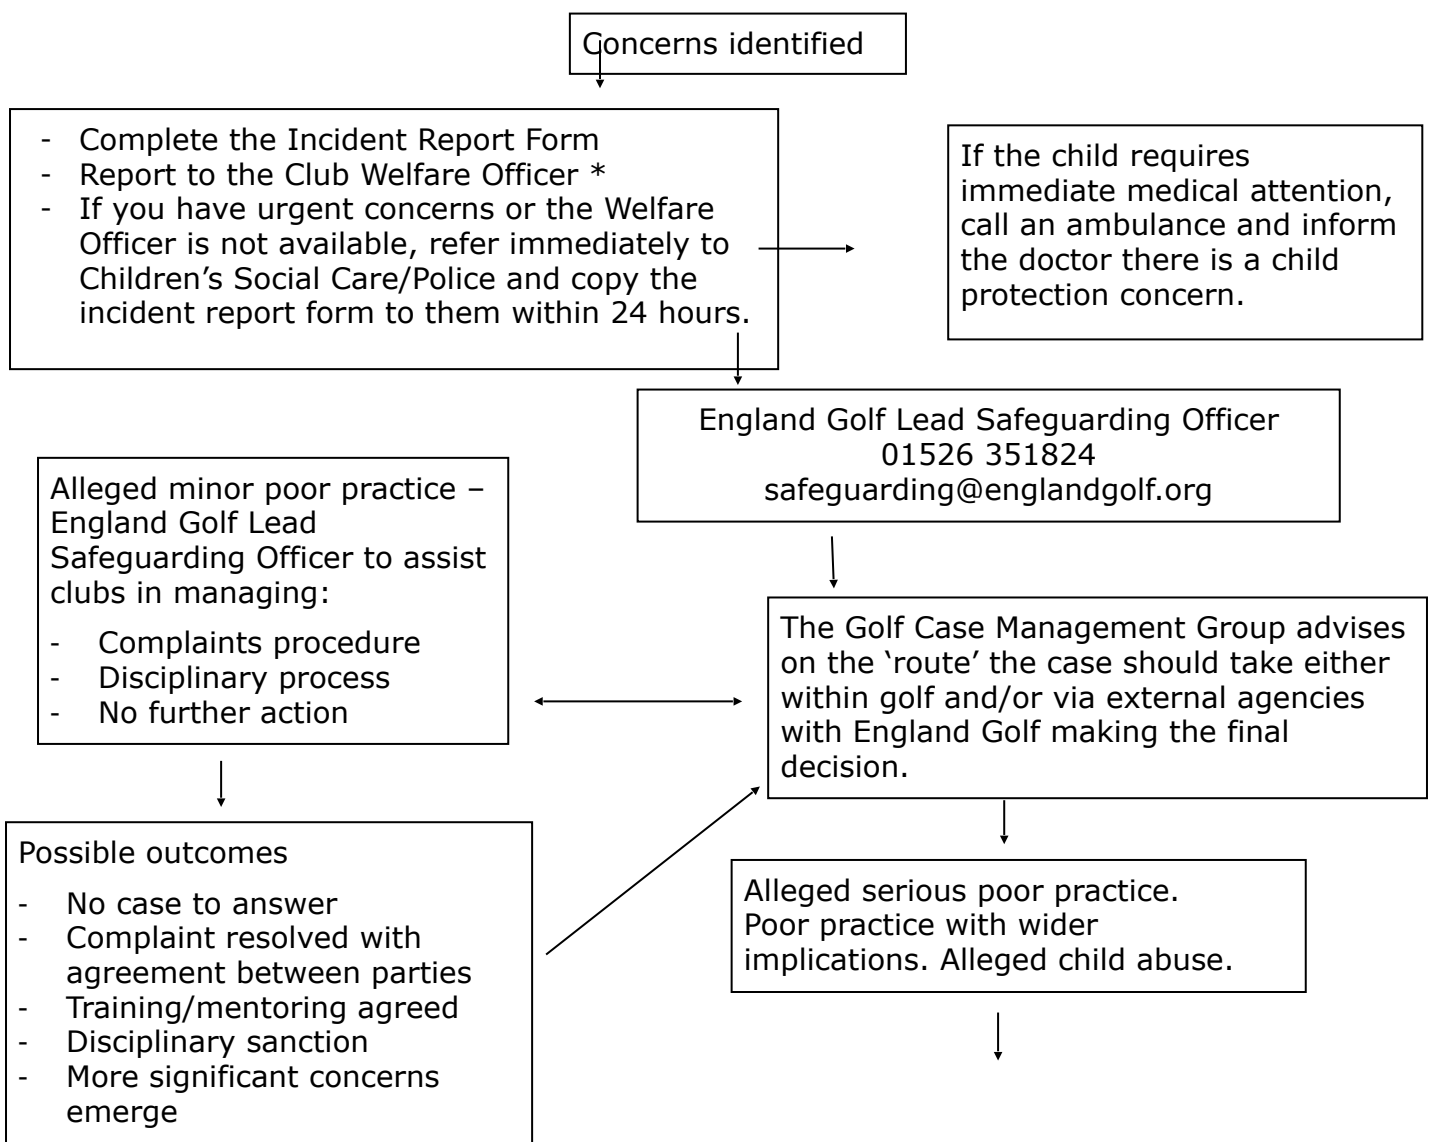 Concerns identified
- Complete the Incident Report Form
- Report to the Club Welfare Officer *
- If you have urgent concerns or the Welfare
Officer is not available, refer immediately to
Children’s Social Care/Police and copy the
incident report form to them within 24 hours.
If the child requires
immediate medical attention,
call an ambulance and inform
the doctor there is a child
protection concern.
England Golf Lead Safeguarding Officer
01526 351824
safeguarding@englandgolf.org
Alleged minor poor practice –
England Golf Lead
Safeguarding Officer to assist
clubs in managing:
- Complaints procedure
- Disciplinary process
- No further action
The Golf Case Management Group advises
on the ‘route’ the case should take either
within golf and/or via external agencies
with England Golf making the final
decision.
Possible outcomes
- No case to answer
- Complaint resolved with
agreement between parties
- Training/mentoring agreed
- Disciplinary sanction
- More significant concerns
emerge
Alleged serious poor practice.
Poor practice with wider
implications. Alleged child abuse.